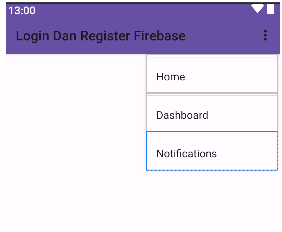 13:00
Login Dan Register Firebase
Home
Dashboard
Notifications